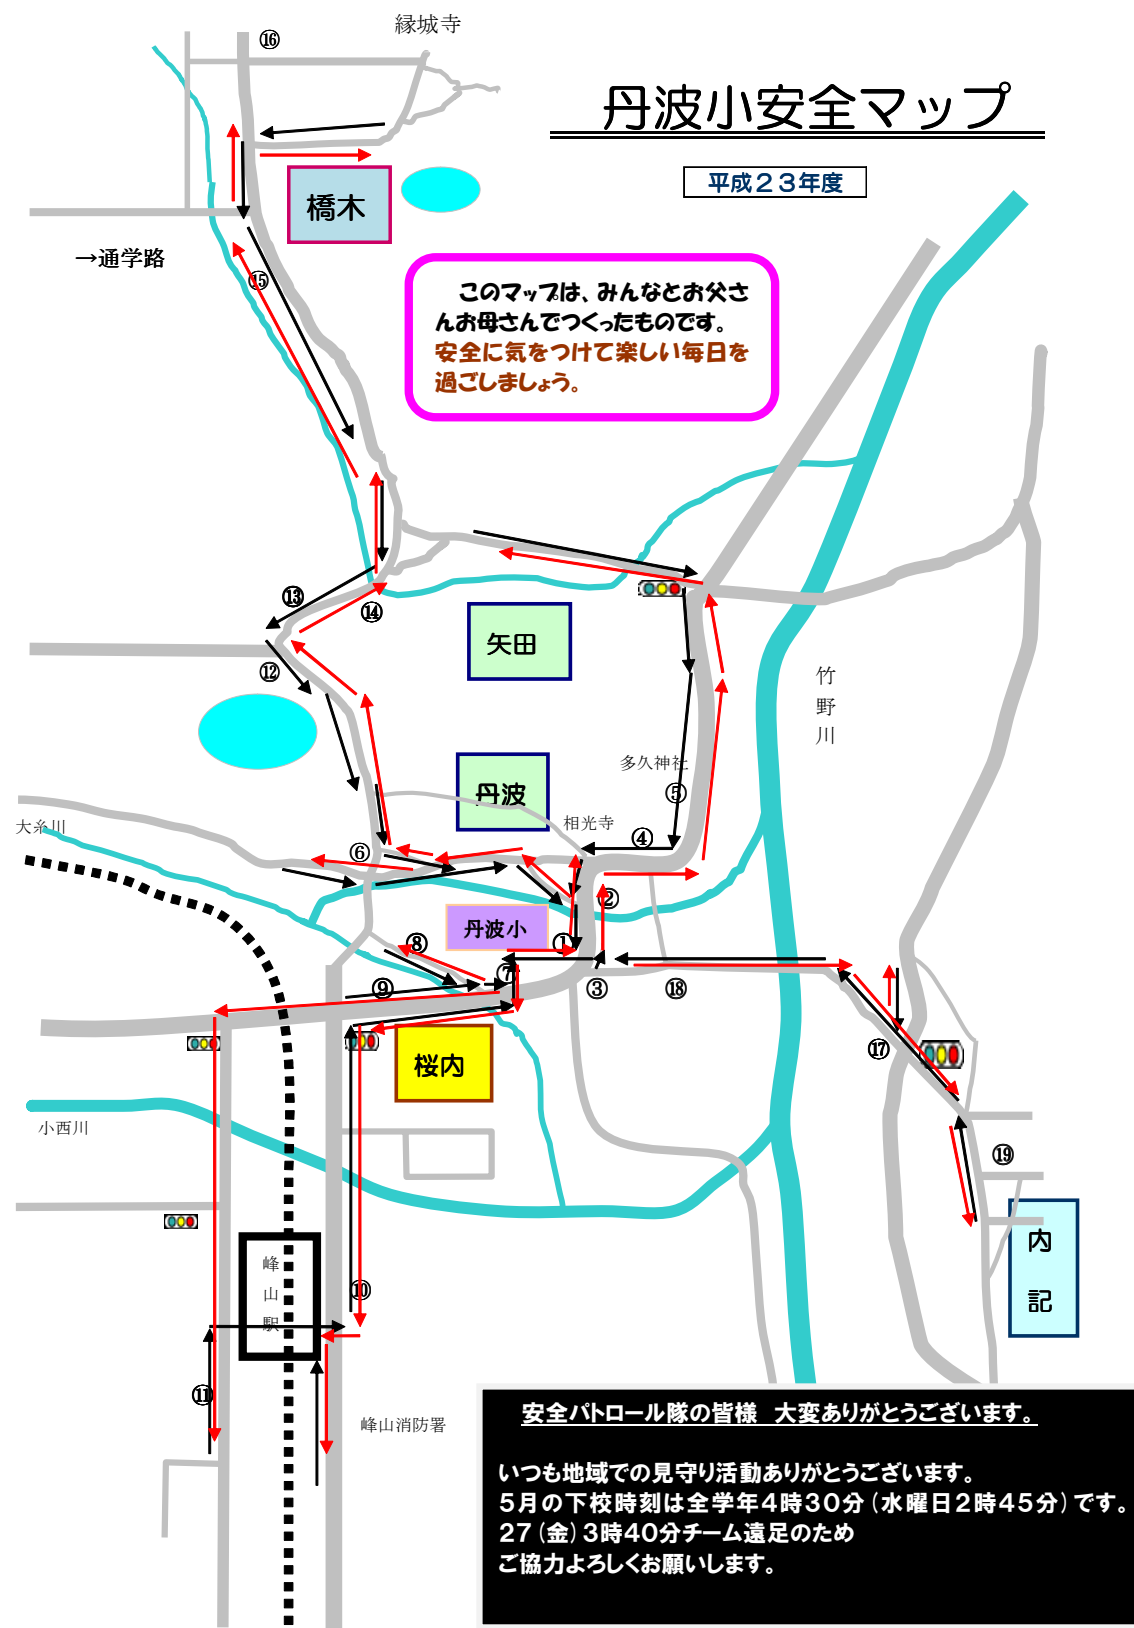 縁城寺
⑯
丹波小安全マップ
平成２３年度
橋木
→通学路
⑮
このマップは、みんなとお父さ
んお母さんでつくったものです。
安全に気をつけて楽しい毎日を
過ごしましょう。
⑬
⑭
⑫
矢田
竹
野
川
多久神社
⑤
丹波
相光寺
④
大糸川
⑥
②
丹波小
①
⑧
⑦
⑨
③
⑱
⑰
桜内
小西川
⑲
内
記
峰
山
駅
⑩
⑪
峰山消防署
安全パトロール隊の皆様　大変ありがとうございます。
いつも地域での見守り活動ありがとうございます。
５月の下校時刻は全学年４時３０分（水曜日２時４５分）です。
２７（金）３時４０分チーム遠足のため
ご協力よろしくお願いします。